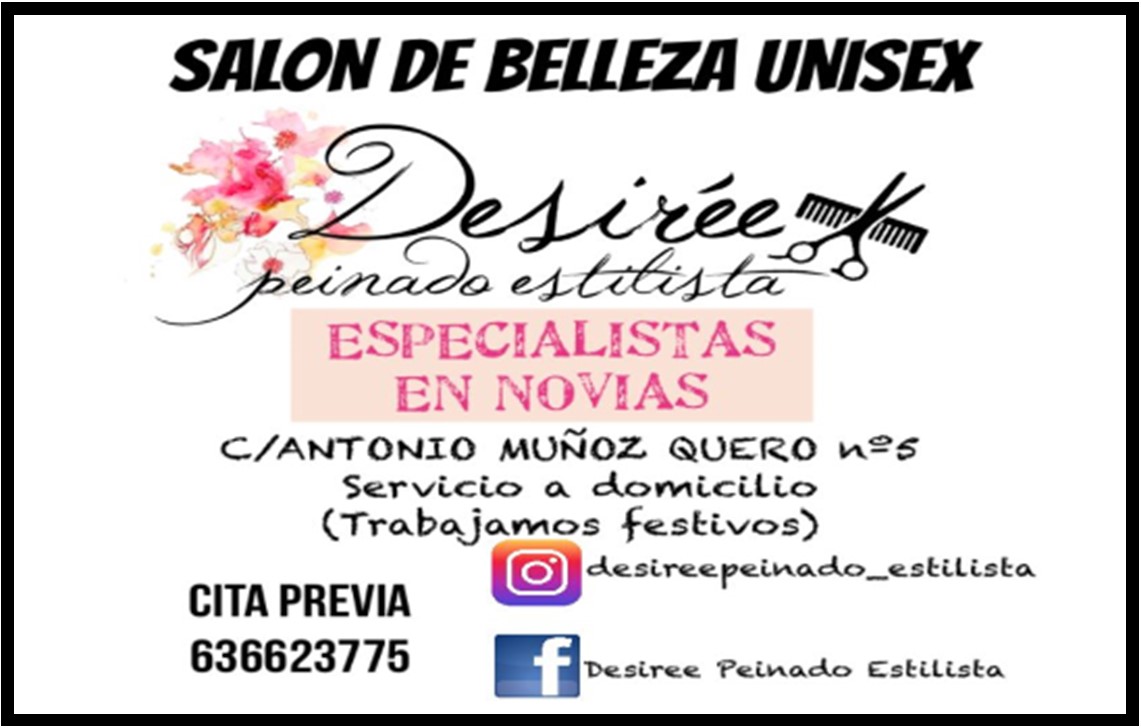 SALON DE BELLEZA UNISEX
Desirée
peinado estilista
ESPECIALISTAS
EN NOVIAS
C/ANTONIO MUÑOZ QUERO nº5
Servicio a domicilio
(Trabajamos festivos)
desireepeinado_estilista
CITA PREVIA
636623775
f Desiree Peinado Estilista